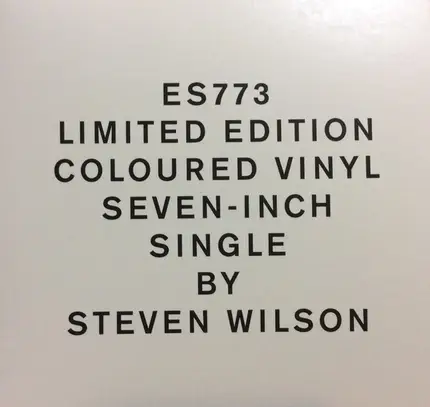 ES773
LIMITED EDITION
COLOURED VINYL
SEVEN-INCH
SINGLE
BY
STEVEN WILSON